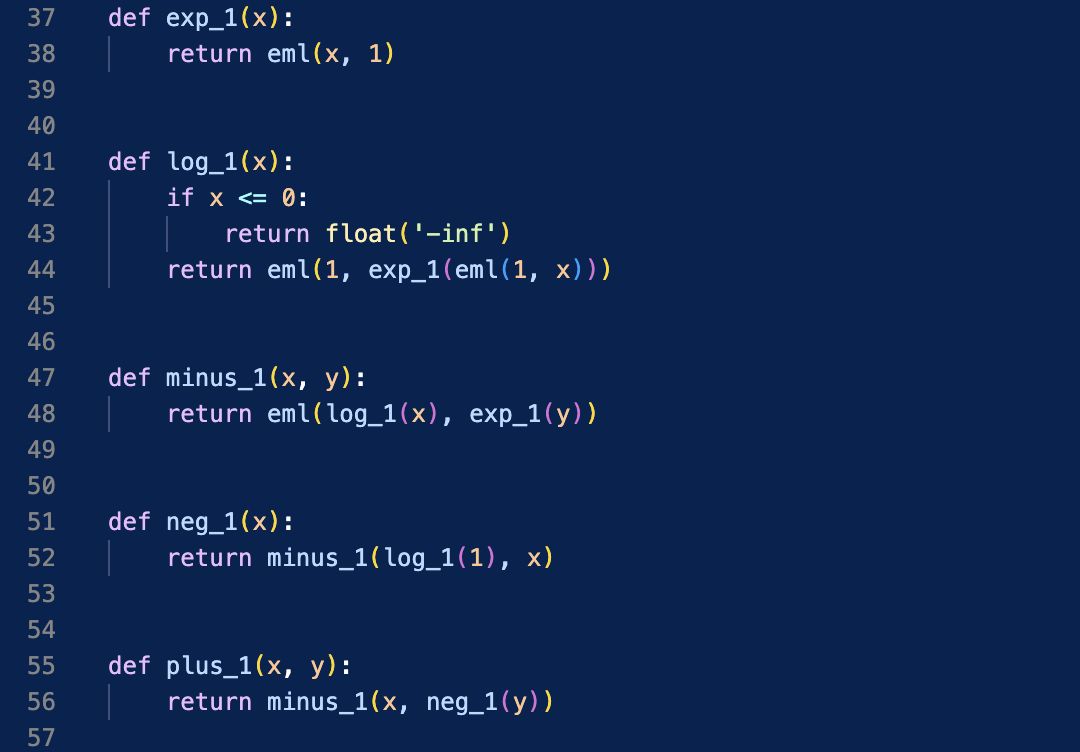 37 def exp_1(x):
38     return eml(x, 1)
39
40
41 def log_1(x):
42     if x <= 0:
43         return float('-inf')
44     return eml(1, exp_1(eml(1, x)))
45
46
47 def minus_1(x, y):
48     return eml(log_1(x), exp_1(y))
49
50
51 def neg_1(x):
52     return minus_1(log_1(1), x)
53
54
55 def plus_1(x, y):
56     return minus_1(x, neg_1(y))
57